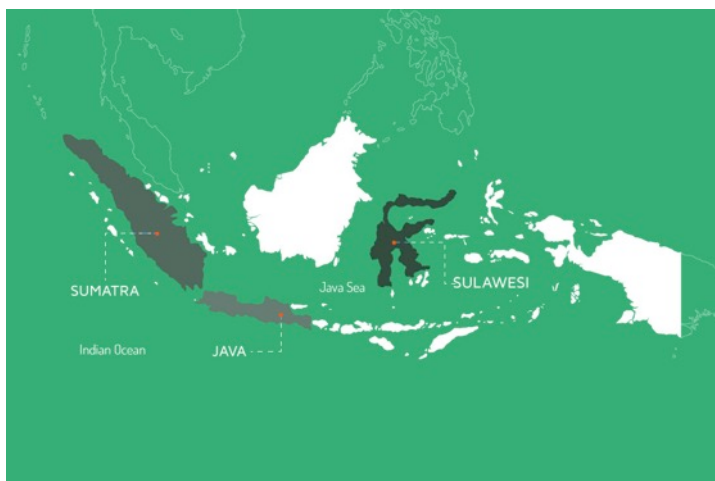 SUMATRA
Java Sea
SULAWESI
Indian Ocean
JAVA